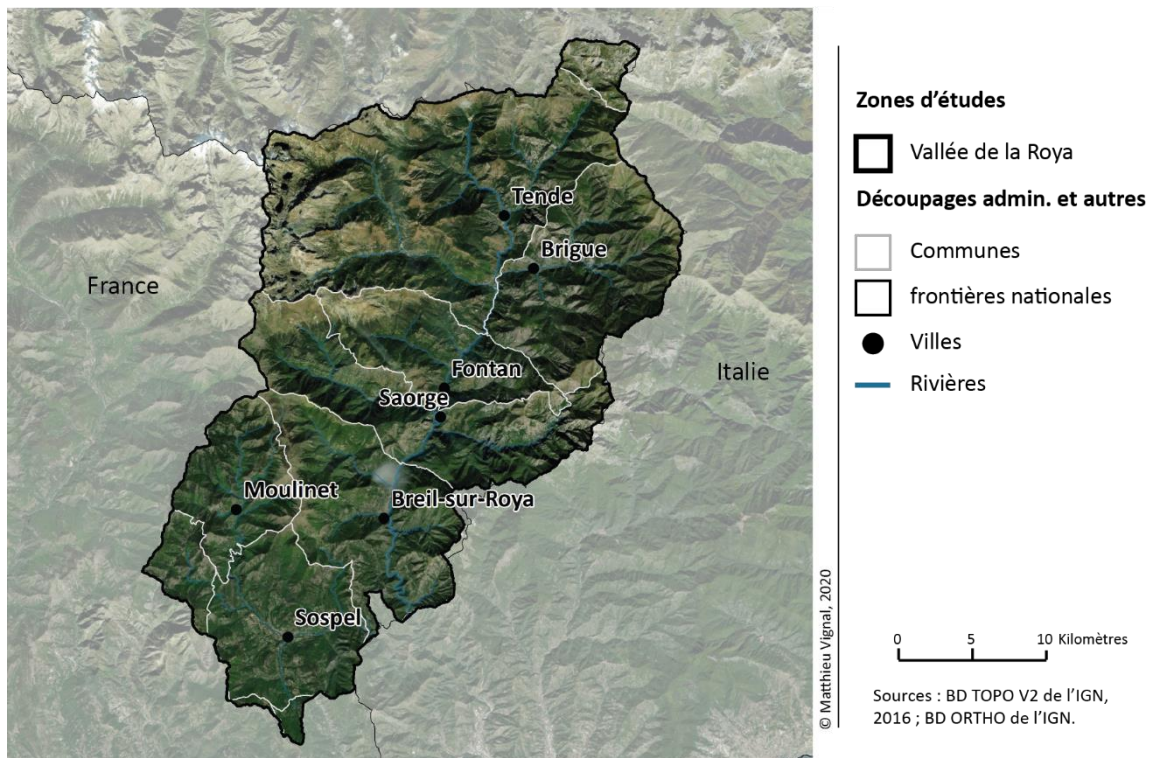 Tende
Brigue
France
Fontan
Italie
Saorge
Moulinet
Breil-sur-Roya
Sospel
© Matthieu Vignal, 2020
Zones d'études
Vallée de la Roya
Découpages admin. et autres
Communes
frontières nationales
Villes
Rivières
0 5 10 Kilomètres
Sources : BD TOPO V2 de l'IGN,
2016 ; BD ORTHO de l'IGN.